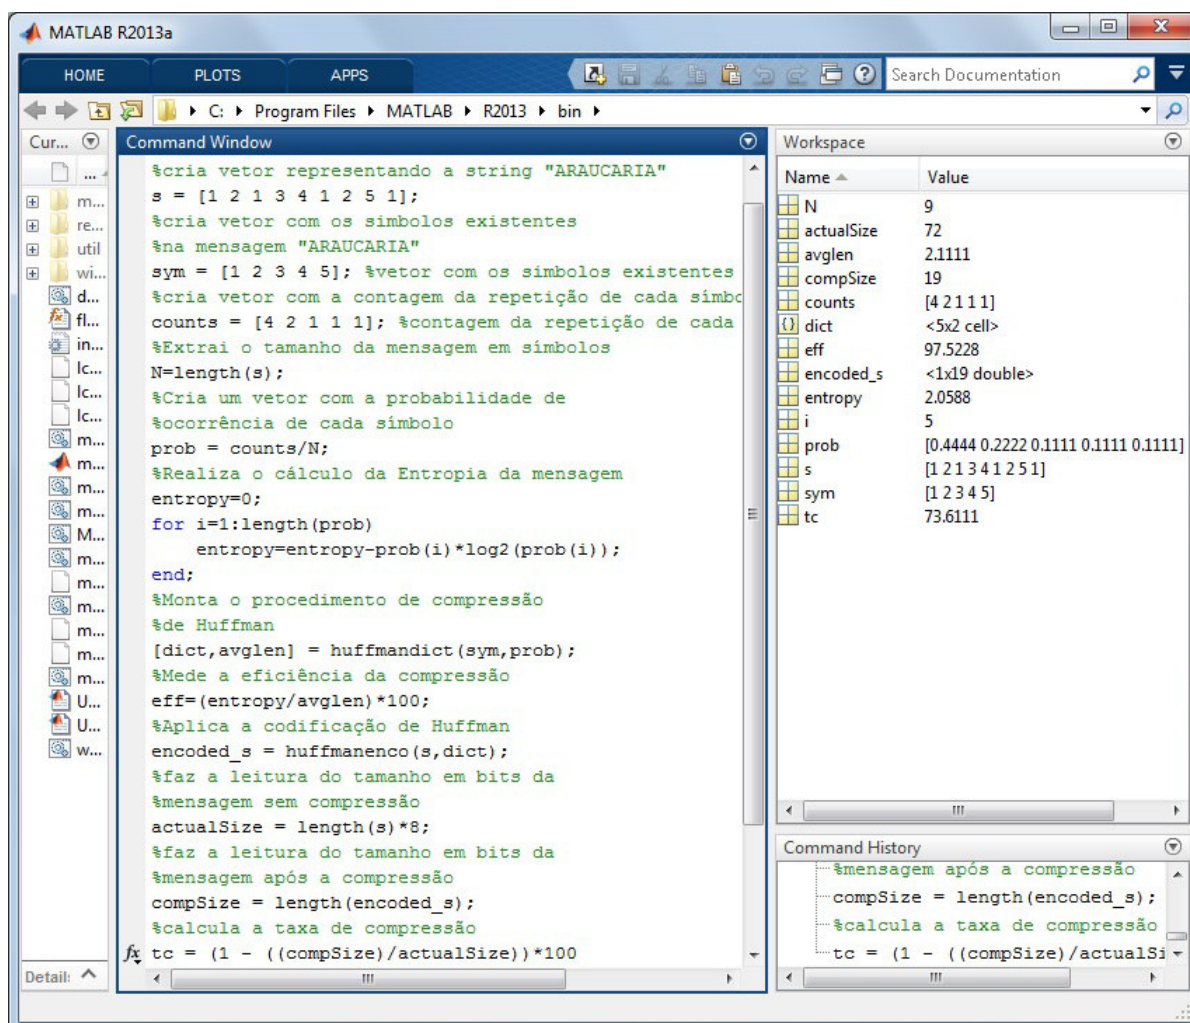 MATLAB R2013a
HOME PLOTS APPS
Search Documentation
C: Program Files MATLAB R2013 bin
Cur...
...
m...
re...
util
wi...
d...
fl...
in...
lc...
lc...
lc...
m...
m...
m...
m...
M...
m...
m...
m...
m...
m...
m...
U...
U...
w...
Detail:
Command Window
%cria vetor representando a string "ARAUCARIA"
s = [1 2 1 3 4 1 2 5 1];
%cria vetor com os simbolos existentes
%na mensagem "ARAUCARIA"
sym = [1 2 3 4 5]; %vetor com os simbolos existentes
%cria vetor com a contagem da repetição de cada símbo
counts = [4 2 1 1 1]; %contagem da repetição de cada
%Extrai o tamanho da mensagem em símbolos
N=length(s);
%Cria um vetor com a probabilidade de
%ocorrência de cada símbolo
prob = counts/N;
%Realiza o cálculo da Entropia da mensagem
entropy=0;
for i=1:length(prob)
entropy=entropy-prob(i)*log2(prob(i));
end;
%Monta o procedimento de compressão
%de Huffman
[dict,avglen] = huffmandict(sym,prob);
%Mede a eficiência da compressão
eff=(entropy/avglen)*100;
%Aplica a codificação de Huffman
encoded_s = huffmanenco(s,dict);
%faz a leitura do tamanho em bits da
%mensagem sem compressão
actualSize = length(s)*8;
%faz a leitura do tamanho em bits da
%mensagem após a compressão
compSize = length(encoded_s);
%calcula a taxa de compressão
fx tc = (1 - ((compSize)/actualSize))*100
Workspace
Name Value
N 9
actualSize 72
avglen 2.1111
compSize 19
counts [4 2 1 1 1]
dict <5x2 cell>
eff 97.5228
encoded_s <1x19 double>
entropy 2.0588
i 5
prob [0.4444 0.2222 0.1111 0.1111 0.1111]
s [1 2 1 3 4 1 2 5 1]
sym [1 2 3 4 5]
tc 73.6111
Command History
%mensagem após a compressão
compSize = length(encoded_s);
%calcula a taxa de compressão
tc = (1 - ((compSize)/actualSi